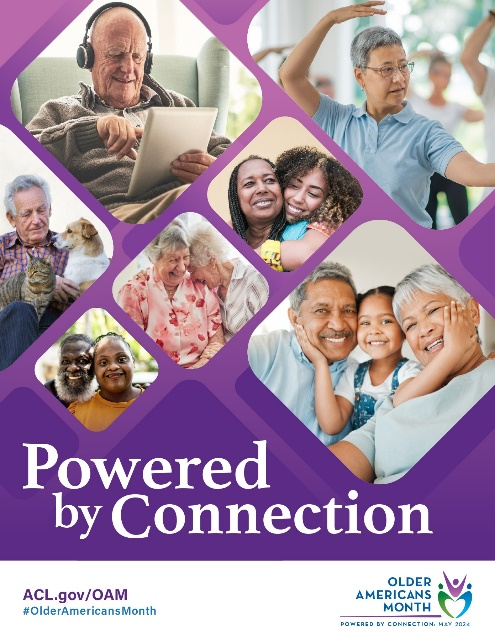 Powered
by Connection
ACL.gov/OAM
#OlderAmericansMonth
OLDER
AMERICANS
MONTH
POWERED BY CONNECTION: MAY 2024